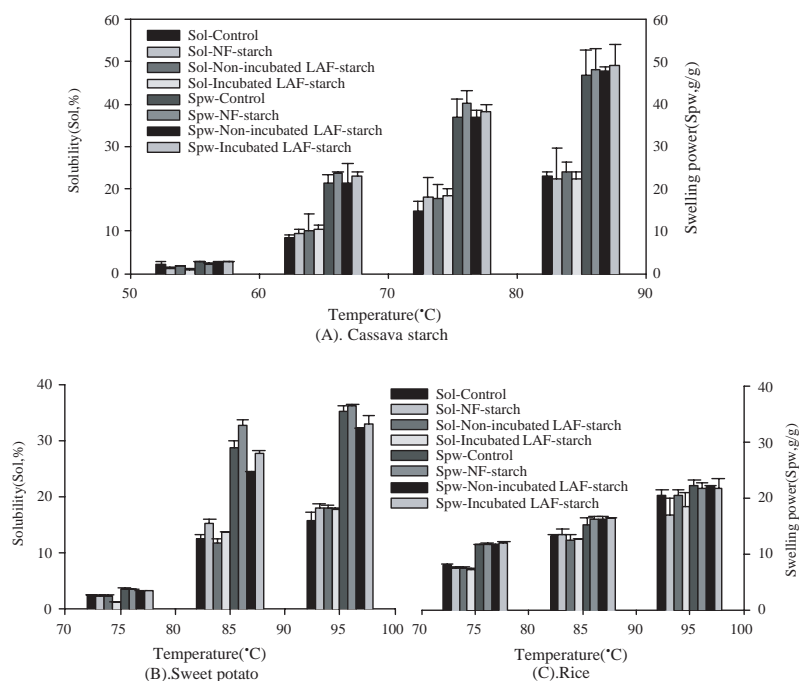 60
50
40
30
20
10
0
Solubility(Sol,%)
Sol-Control
Sol-NF-starch
Sol-Non-incubated LAF-starch
Sol-Incubated LAF-starch
Spw-Control
Spw-NF-starch
Spw-Non-incubated LAF-starch
Spw-Incubated LAF-starch
60
50
40
30
20
10
0
Swelling power(Spw,g/g)
50 60 70 80 90
Temperature(°C)
(A). Cassava starch
40
30
20
10
0
Solubility(Sol,%)
70 75 80 85 90 95 100
Temperature(°C)
(B).Sweet potato
Sol-Control
Sol-NF-starch
Sol-Non-incubated LAF-starch
Sol-Incubated LAF-starch
Spw-Control
Spw-NF-starch
Spw-Non-incubated LAF-starch
Spw-Incubated LAF-starch
40
30
20
10
0
Swelling power(Spw,g/g)
70 75 80 85 90 95 100
Temperature(°C)
(C).Rice